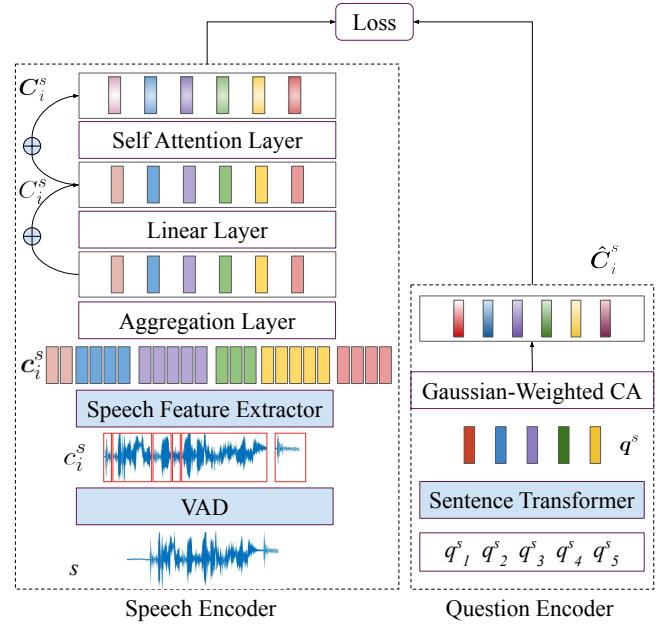 Loss
C_i^s
Self Attention Layer
C_i^s
Linear Layer
Aggregation Layer
c_i^s
Speech Feature Extractor
c_i^s
VAD
s
Speech Encoder
Ĉ_i^s
Gaussian-Weighted CA
q^s
Sentence Transformer
q^s_1 q^s_2 q^s_3 q^s_4 q^s_5
Question Encoder